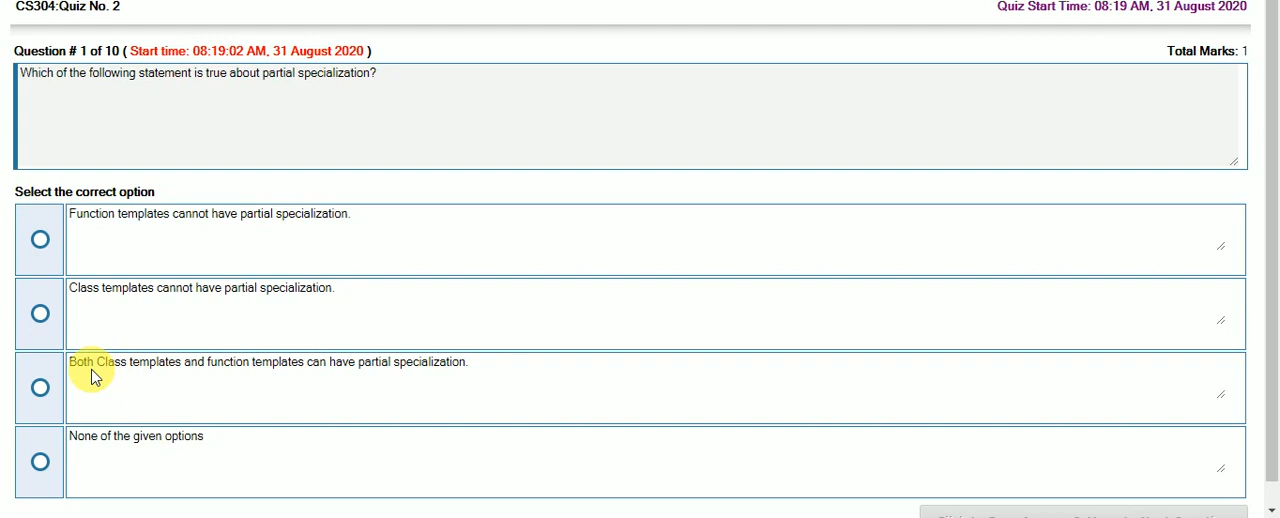 CS304:Quiz No. 2
Quiz Start Time: 08:19 AM, 31 August 2020
Question # 1 of 10 ( Start time: 08:19:02 AM, 31 August 2020 )
Total Marks: 1
Which of the following statement is true about partial specialization?
Select the correct option
Function templates cannot have partial specialization.
Class templates cannot have partial specialization.
Both Class templates and function templates can have partial specialization.
None of the given options